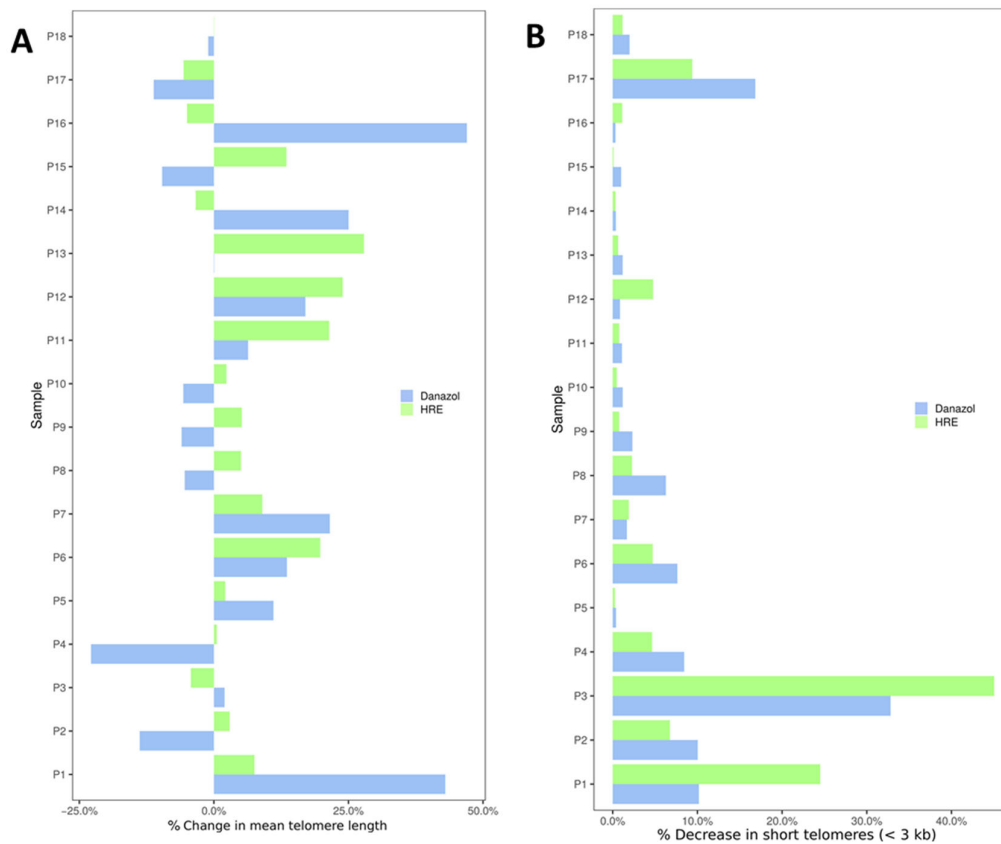 A
P18
P17
P16
P15
P14
P13
P12
P11
P10
P9
P8
P7
P6
P5
P4
P3
P2
P1
Sample
Danazol
HRE
−25.0% 0.0% 25.0% 50.0%
% Change in mean telomere length
B
P18
P17
P16
P15
P14
P13
P12
P11
P10
P9
P8
P7
P6
P5
P4
P3
P2
P1
Sample
Danazol
HRE
0.0% 10.0% 20.0% 30.0% 40.0%
% Decrease in short telomeres (< 3 kb)